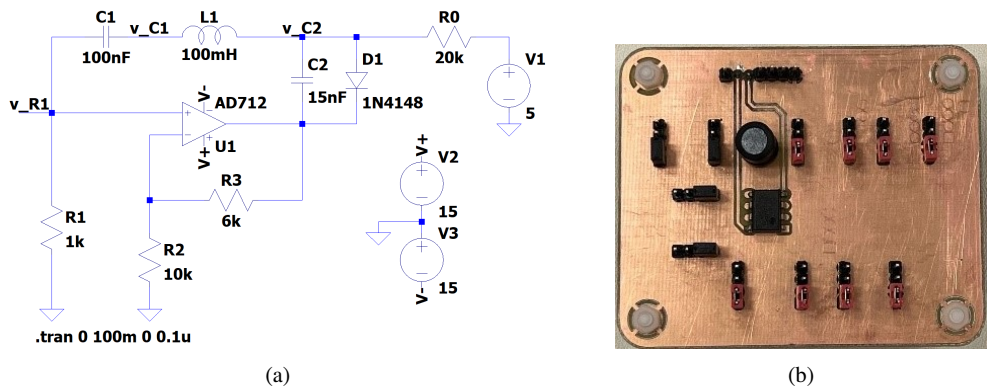 C1
100nF
v_C1
L1
100mH
v_C2
R0
20k
V1
5
C2
15nF
D1
1N4148
v_R1
V-
AD712
U1
V+
R3
6k
R1
1k
R2
10k
V+
V2
15
V3
15
V-
.tran 0 100m 0 0.1u
(a)
(b)